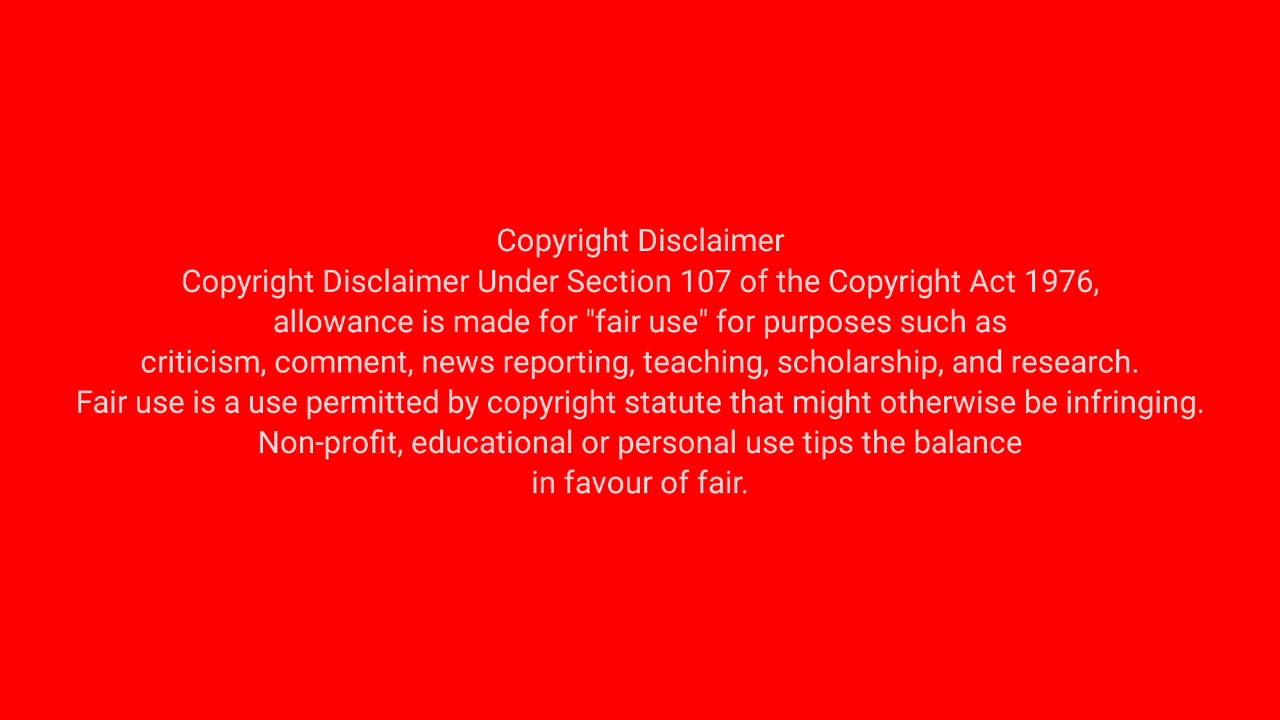 Copyright Disclaimer
Copyright Disclaimer Under Section 107 of the Copyright Act 1976,
allowance is made for "fair use" for purposes such as
criticism, comment, news reporting, teaching, scholarship, and research.
Fair use is a use permitted by copyright statute that might otherwise be infringing.
Non-profit, educational or personal use tips the balance
in favour of fair.